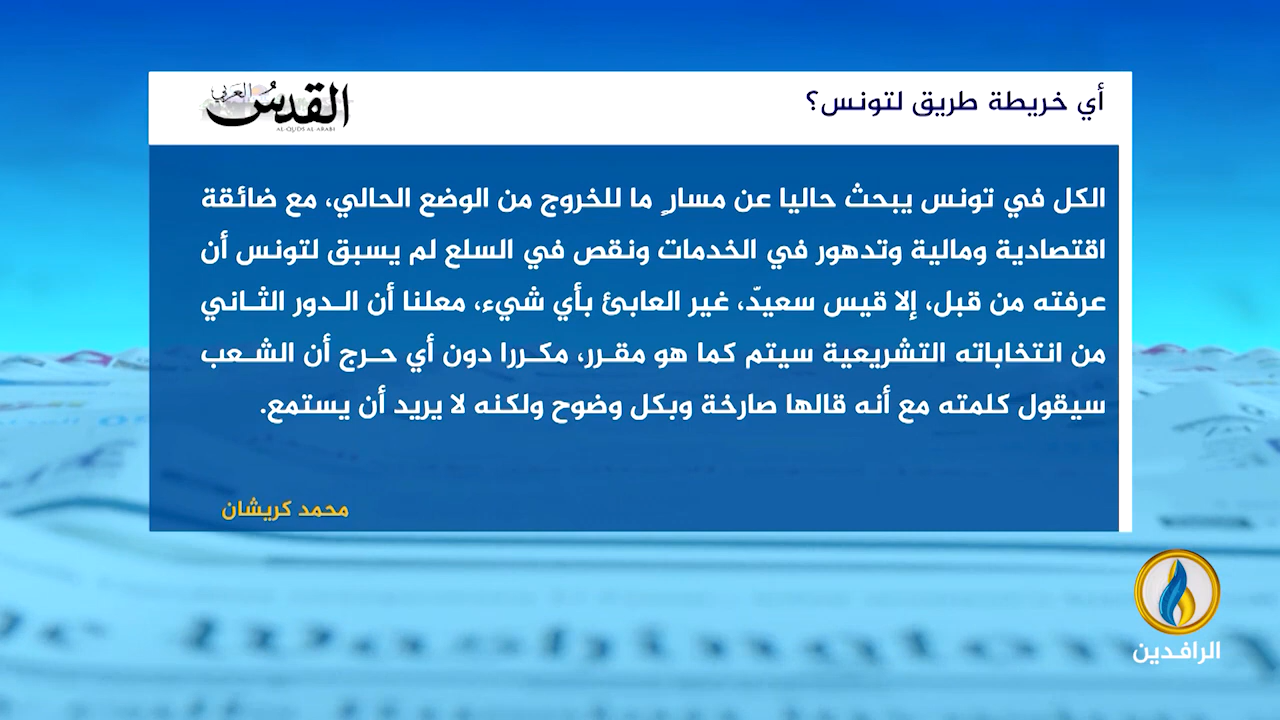 أي خريطة طريق لتونس؟
القدس العربي
AL-QUDS AL-ARABI
الكل في تونس يبحث حاليا عن مسارٍ ما للخروج من الوضع الحالي، مع ضائقة
اقتصادية ومالية وتدهور في الخدمات ونقص في السلع لم يسبق لتونس أن
عرفته من قبل، إلا قيس سعيدّ، غير العابئ بأي شيء، معلنا أن الـدور الثـاني
من انتخاباته التشريعية سيتم كما هو مقـرر، مكـررا دون أي حـرج أن الشـعب
سيقول كلمته مع أنه قالها صارخة وبكل وضوح ولكنه لا يريد أن يستمع.
محمد كريشان
الرافـدين